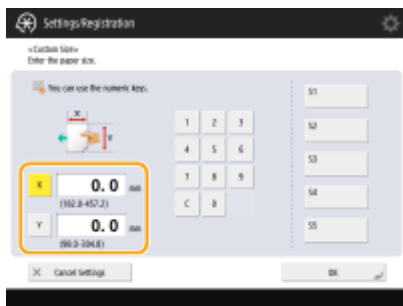 Settings/Registration
<Custom Size>
Enter the paper size.
You can use the numeric keys.
X
Y
1 2 3
4 5 6
7 8 9
C 0
X 0. 0 mm
(182.0-457.2)
Y 0. 0 mm
(98.0-304.8)
S1
S2
S3
S4
S5
Cancel Settings
OK